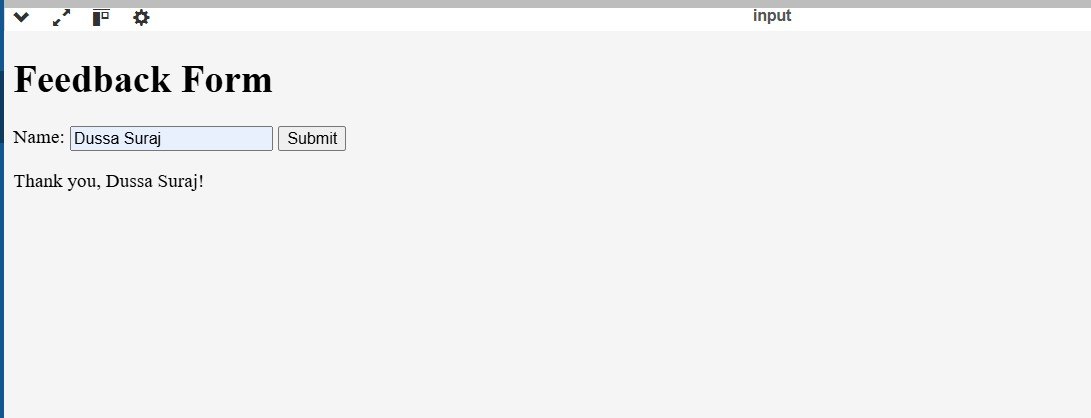 input
Feedback Form
Name: Dussa Suraj Submit
Thank you, Dussa Suraj!